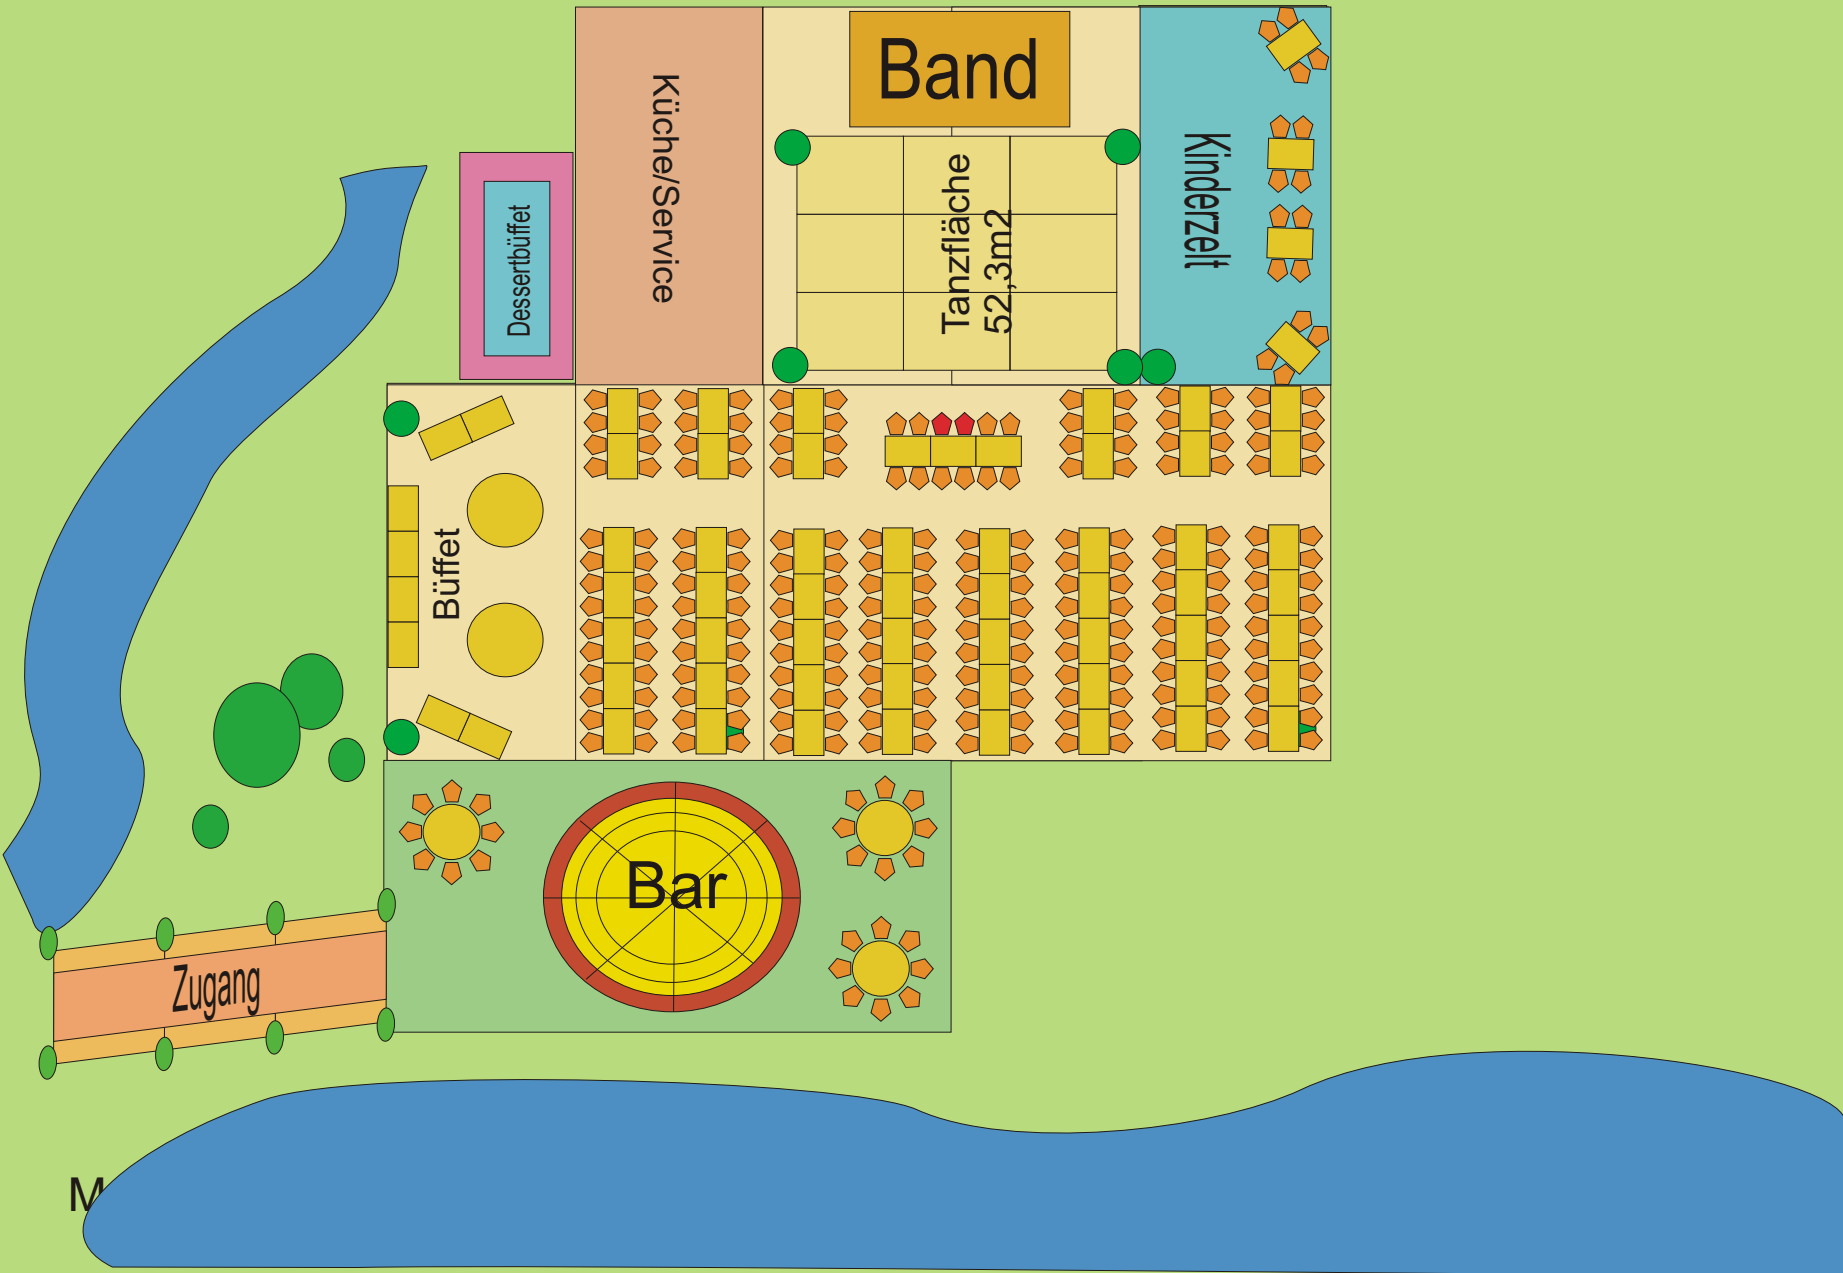 Band
Küche/Service
Tanzfläche
52,3m2
Kinderzelt
Dessertbüffet
Büffet
Bar
Zugang
M